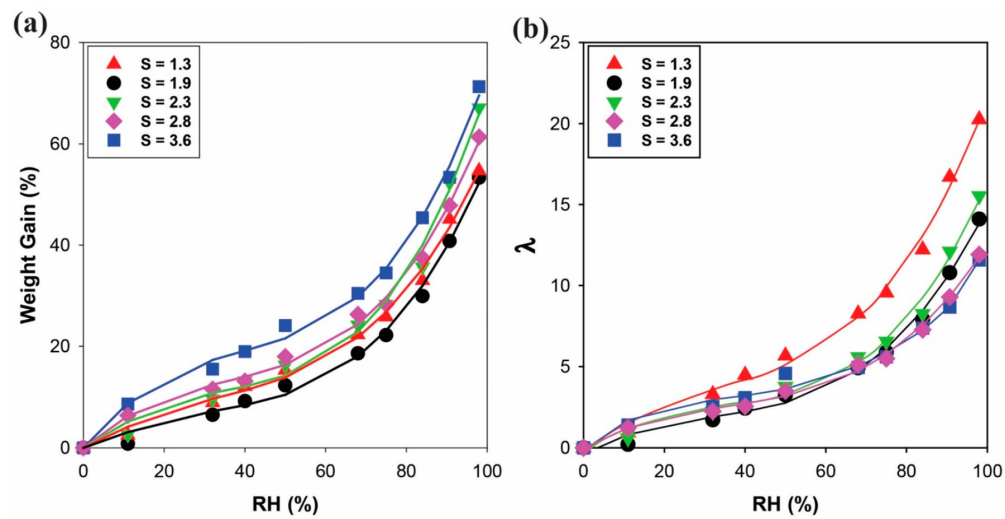 (a)
80
60
40
20
0
Weight Gain (%)
S = 1.3
S = 1.9
S = 2.3
S = 2.8
S = 3.6
0 20 40 60 80 100
RH (%)
(b)
25
20
15
10
5
0
λ
S = 1.3
S = 1.9
S = 2.3
S = 2.8
S = 3.6
0 20 40 60 80 100
RH (%)